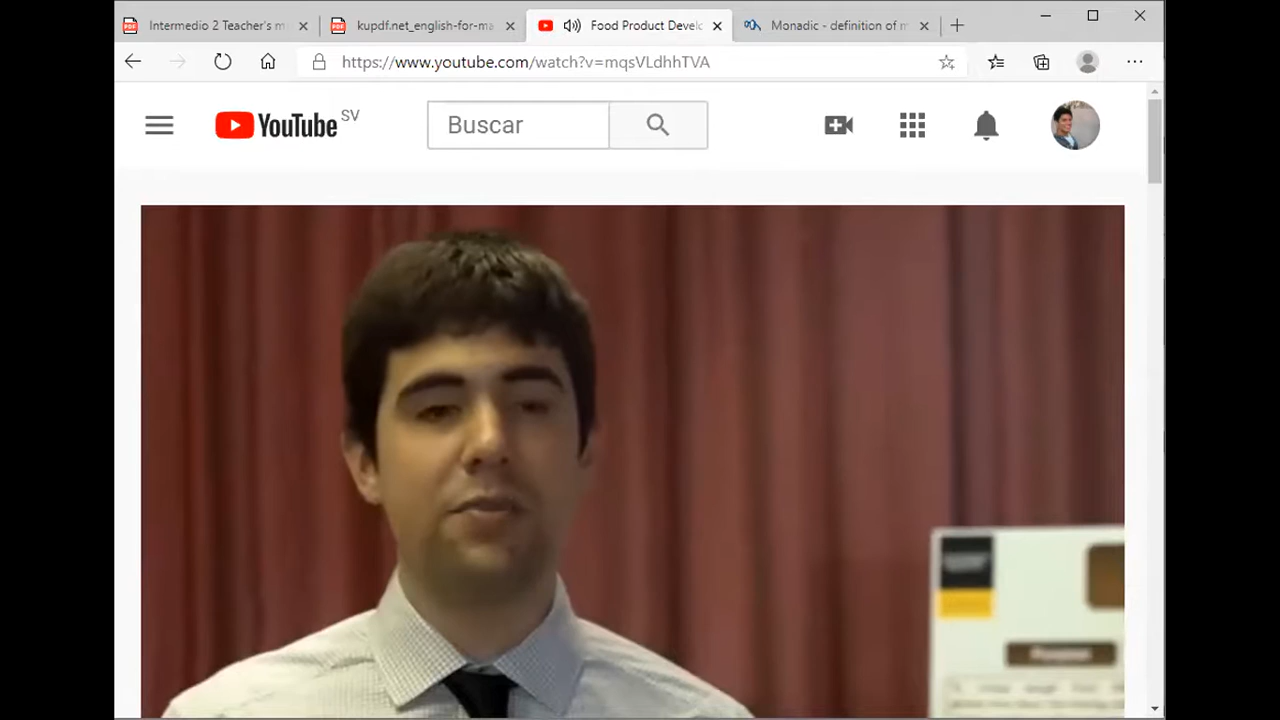 Intermedio 2 Teacher's m
kupdf.net_english-for-ma
Food Product Develo
Monadic - definition of m
https://www.youtube.com/watch?v=mqsVLdhhTVA
YouTube SV
Buscar